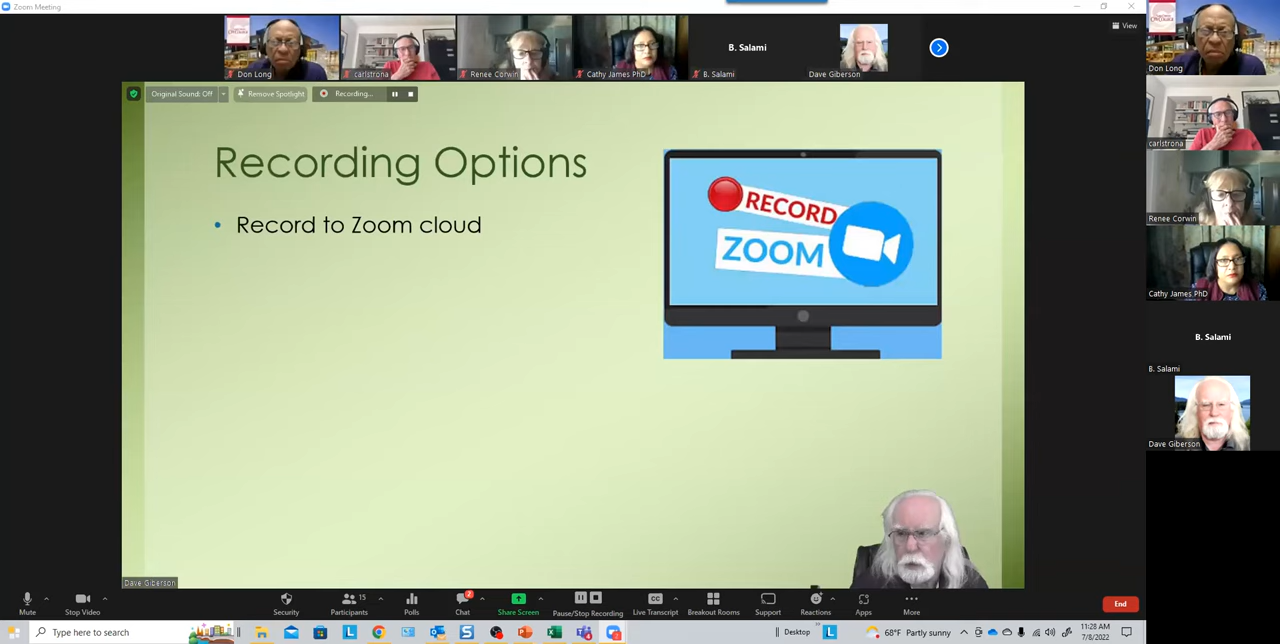 Zoom Meeting
View
Don Long
carlstrona
Renee Corwin
Cathy James PhD
B. Salami
B. Salami
Dave Giberson
Original Sound: Off
Remove Spotlight
Recording...
Recording Options
• Record to Zoom cloud
RECORD
ZOOM
Dave Giberson
Don Long
carlstrona
Renee Corwin
Cathy James PhD
B. Salami
B. Salami
Dave Giberson
Mute
Stop Video
Security
15
Participants
Polls
2
Chat
Share Screen
Pause/Stop Recording
CC
Live Transcript
Breakout Rooms
Support
Reactions
Apps
More
End
Type here to search
Desktop
68°F Partly sunny
11:28 AM
7/8/2022